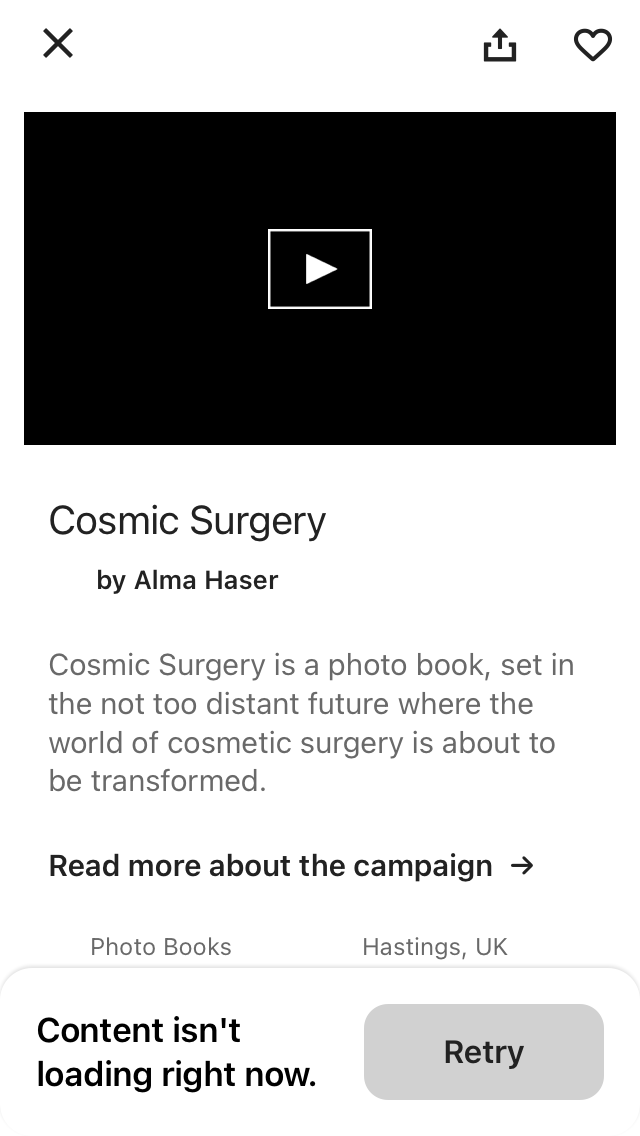 Cosmic Surgery
by Alma Haser
Cosmic Surgery is a photo book, set in
the not too distant future where the
world of cosmetic surgery is about to
be transformed.
Read more about the campaign →
Photo Books
Hastings, UK
Content isn't
loading right now.
Retry